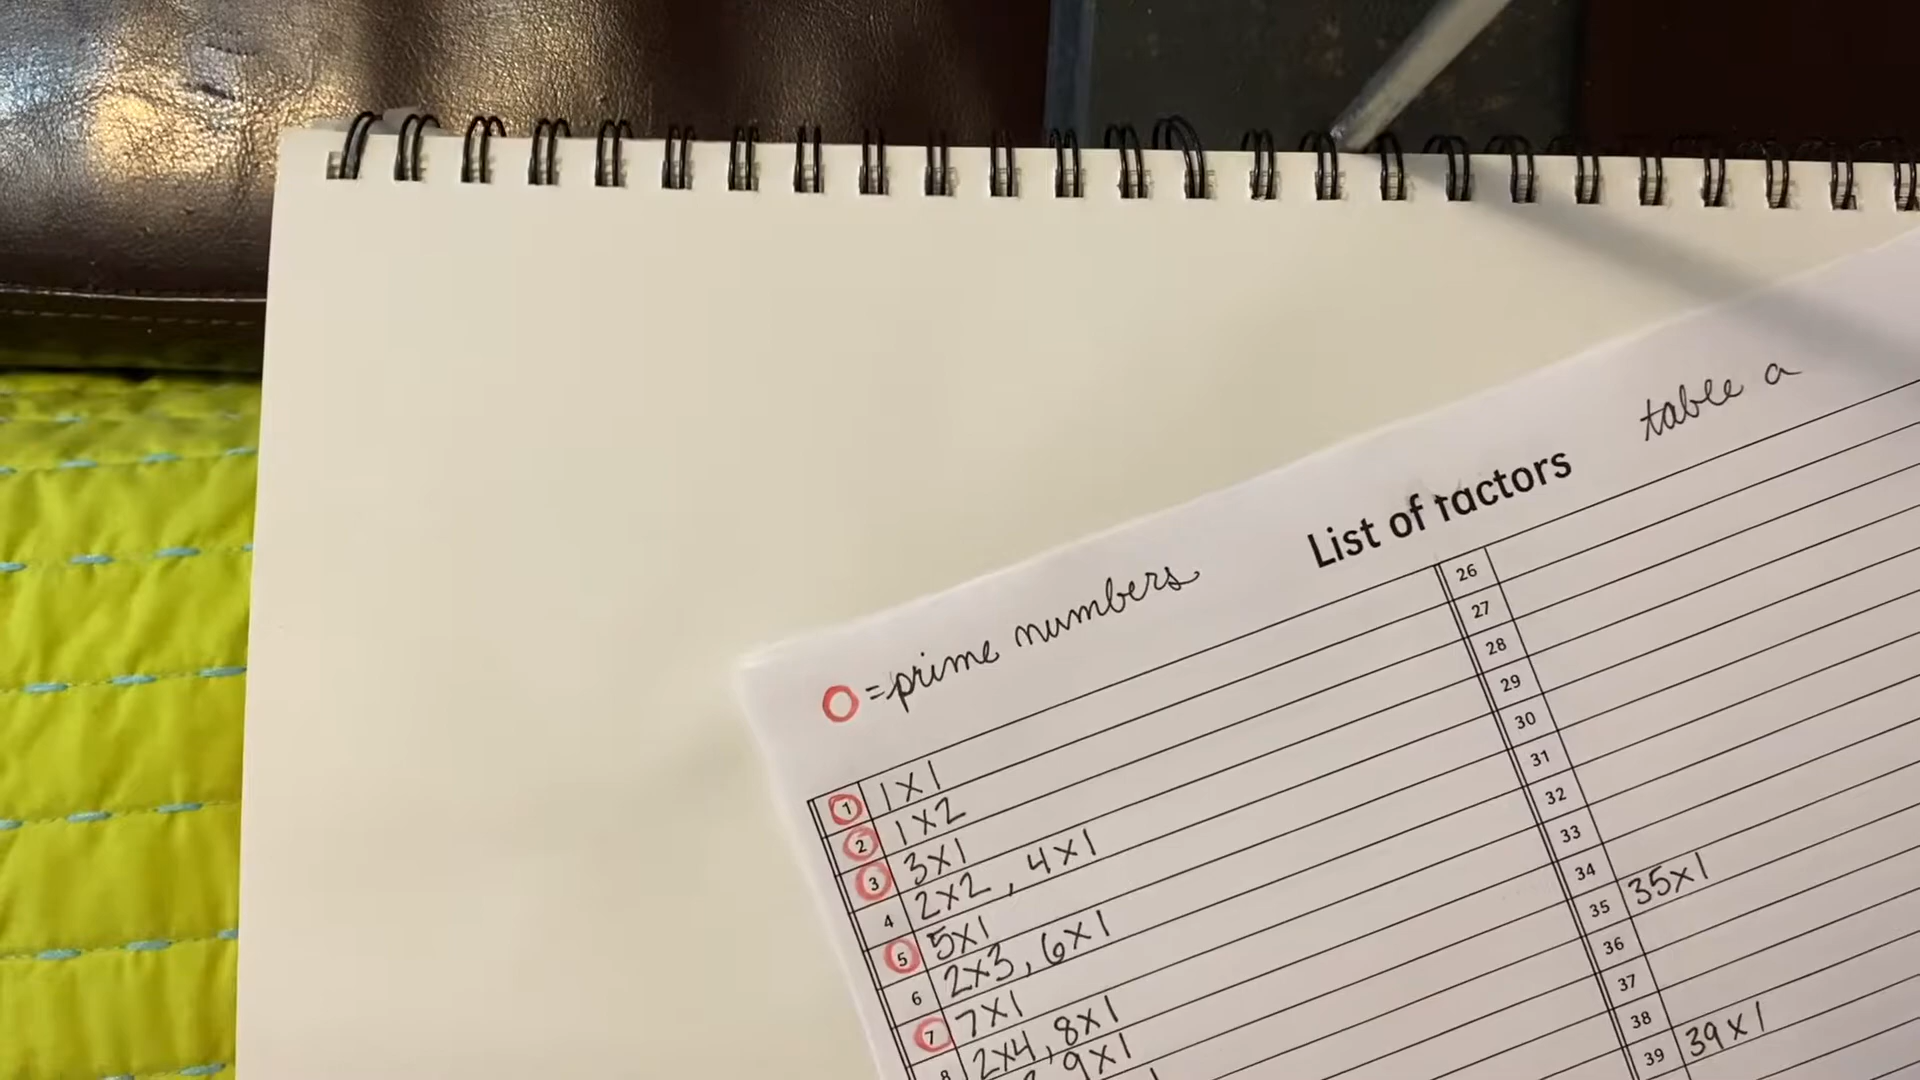 table a
List of factors
O = prime numbers
1 1x1
2 1x2
3 3x1
4 2x2, 4x1
5 5x1
6 2x3, 6x1
7 7x1
8 2x4, 8x1
9x1
26
27
28
29
30
31
32
33
34
35 35x1
36
37
38
39 39x1